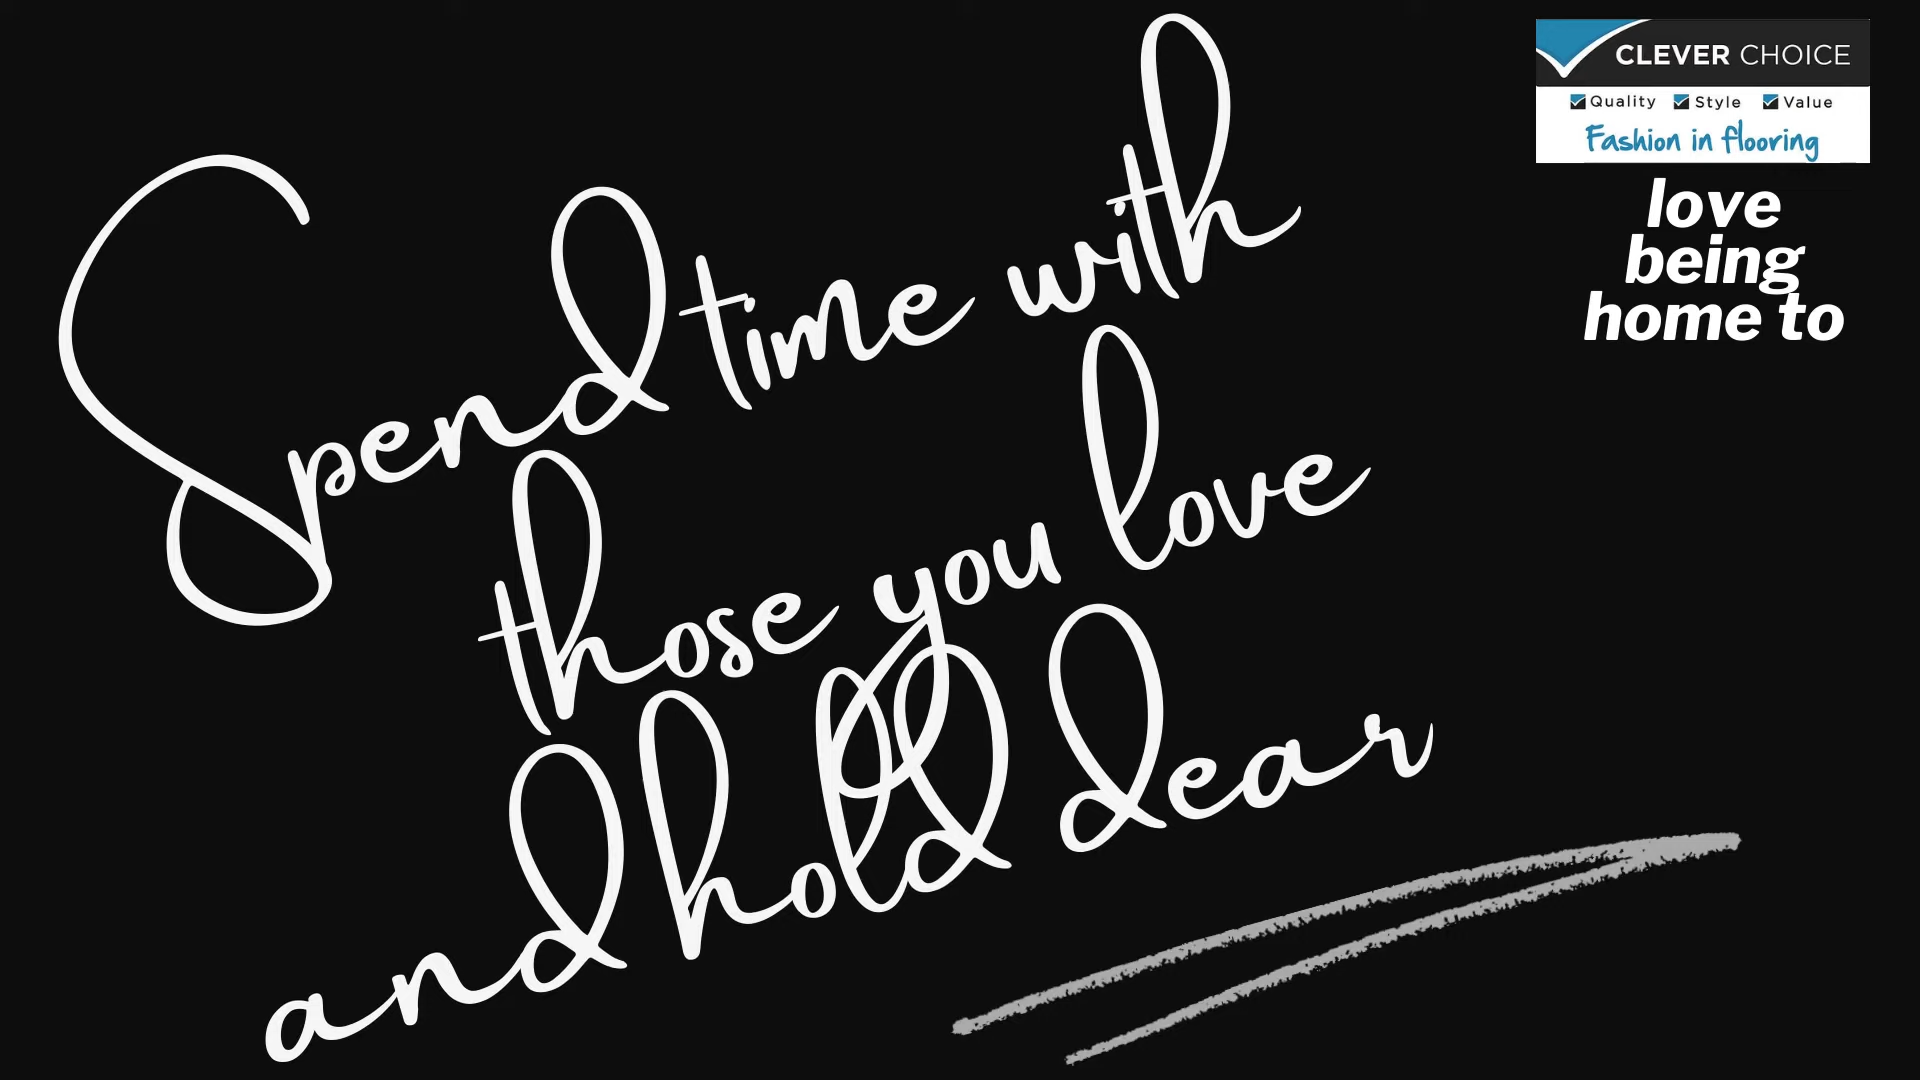 Spend time with
those you love
and hold dear
CLEVER CHOICE
Quality Style Value
Fashion in flooring
love
being
home to